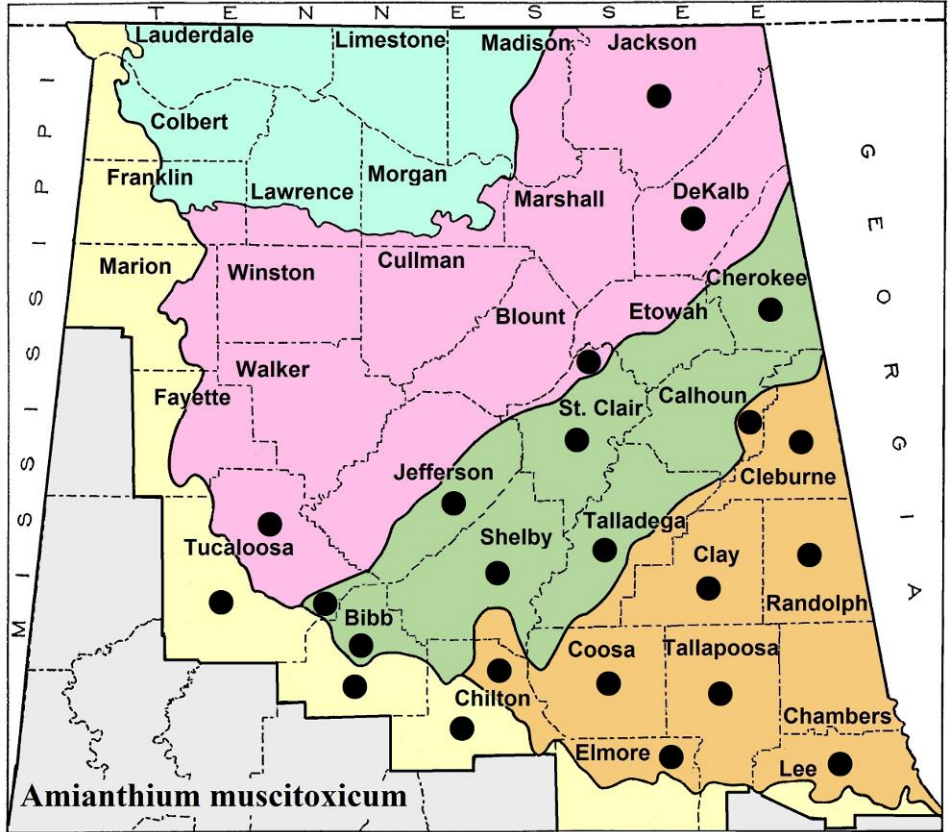 TENNESSEE
MISSISSIPPI
GEORGIA
Lauderdale
Limestone
Madison
Jackson
Colbert
Franklin
Lawrence
Morgan
Marshall
DeKalb
Marion
Winston
Cullman
Cherokee
Blount
Etowah
Walker
Fayette
St. Clair
Calhoun
Jefferson
Cleburne
Tucaloosa
Shelby
Talladega
Clay
Randolph
Bibb
Coosa
Tallapoosa
Chilton
Chambers
Elmore
Lee
Amianthium muscitoxicum